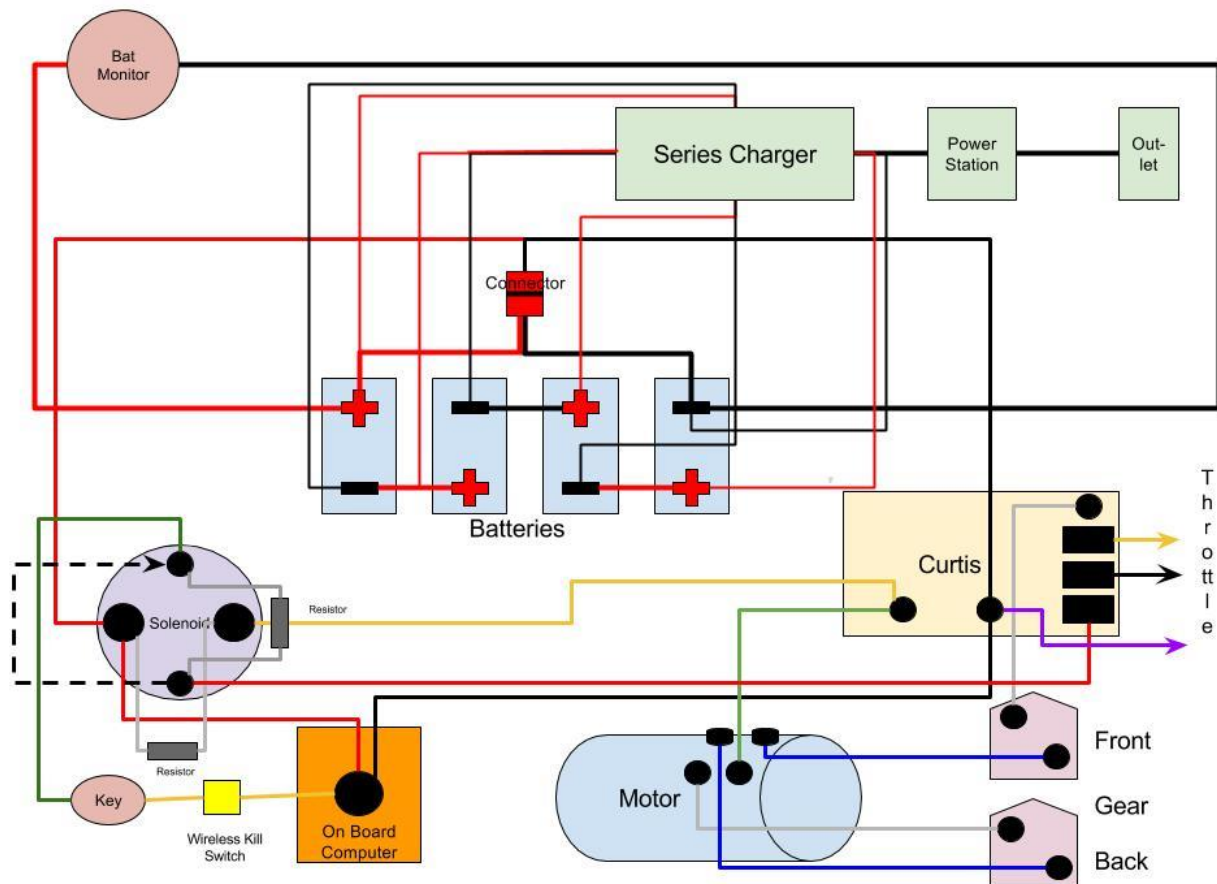 Bat
Monitor
Series Charger
Power
Station
Out-
let
Connector
Batteries
Throttle
Curtis
Solenoid
Resistor
Resistor
Key
Wireless Kill
Switch
On Board
Computer
Motor
Front
Gear
Back